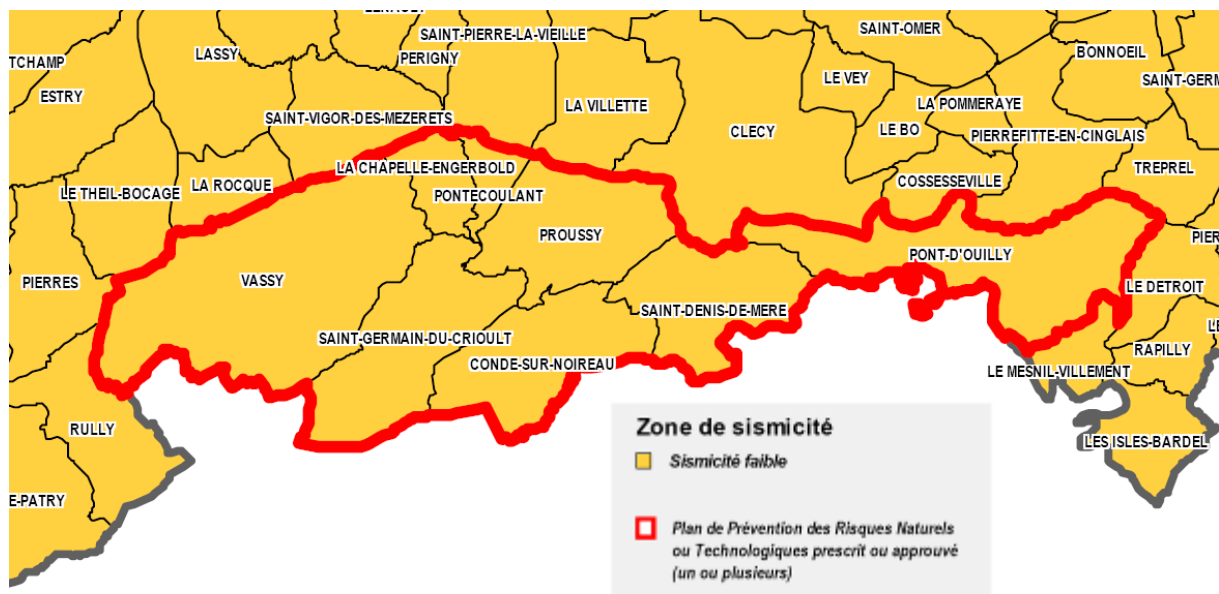 SAINT-OMER
SAINT-PIERRE-LA-VIEILLE
BONNOEIL
LASSY
PERIGNY
TCHAMP
LE VEY
SAINT-GERM
ESTRY
LA VILLETTE
LA POMMERAYE
SAINT-VIGOR-DES-MEZERETS
CLECY
LE BO
PIERREFITTE-EN-CINGLAIS
LA CHAPELLE-ENGERBOLD
TREPREL
LE THEIL-BOCAGE
LA ROCQUE
PONTECOULANT
COSSESSEVILLE
PROUSSY
PIER
PONT-D'OUILLY
PIERRES
VASSY
LE DETROIT
SAINT-DENIS-DE-MERE
SAINT-GERMAIN-DU-CRIOULT
RAPILLY
CONDE-SUR-NOIREAU
LE MESNIL-VILLEMENT
RULLY
LES ISLES-BARDEL
E-PATRY
Zone de sismicité
Sismicité faible
Plan de Prévention des Risques Naturels
ou Technologiques prescrit ou approuvé
(un ou plusieurs)